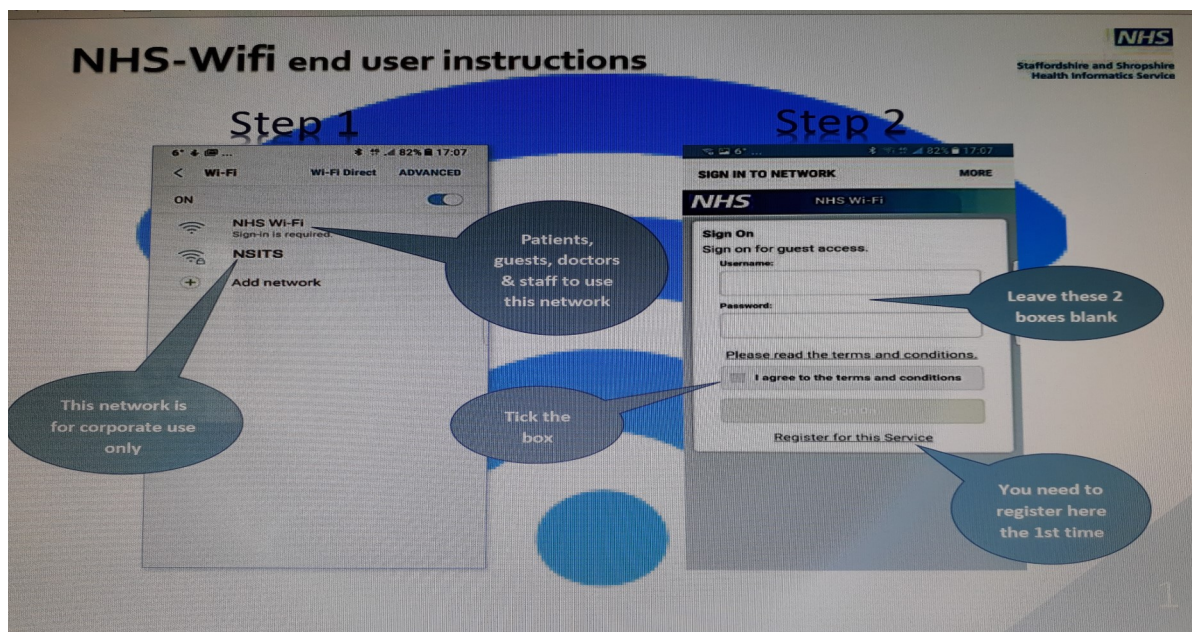 NHS-Wifi end user instructions
NHS
Staffordshire and Shropshire
Health Informatics Service
Step 1
6° ... 82% 17:07
< Wi-Fi Wi-Fi Direct ADVANCED
ON
NHS Wi-Fi
Sign-in is required.
NSITS
Add network
Patients,
guests, doctors
& staff to use
this network
This network is
for corporate use
only
Step 2
6° ... 82% 17:07
SIGN IN TO NETWORK MORE
NHS NHS Wi-Fi
Sign On
Sign on for guest access.
Username:
Password:
Leave these 2
boxes blank
Please read the terms and conditions.
I agree to the terms and conditions
Tick the
box
Sign On
Register for this Service
You need to
register here
the 1st time
1